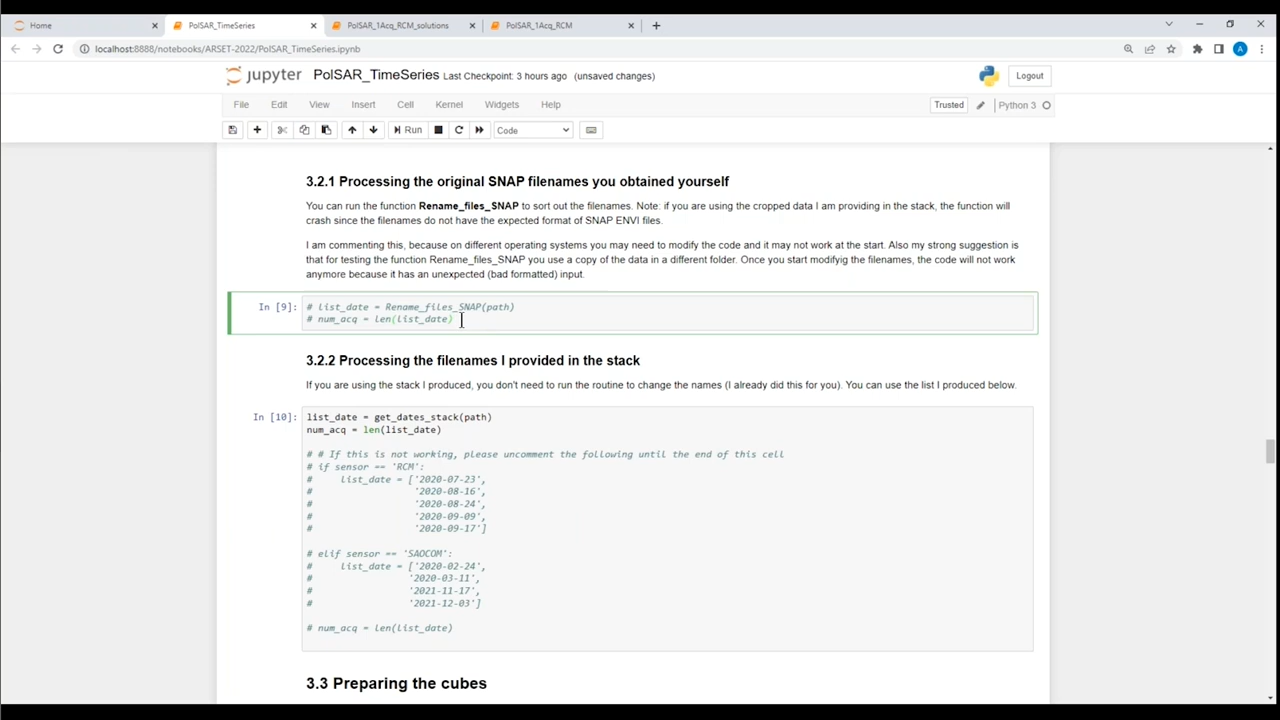 Home
PolSAR_TimeSeries
PolSAR_1Acq_RCM_solutions
PolSAR_1Acq_RCM
localhost:8888/notebooks/ARSET-2022/PolSAR_TimeSeries.ipynb
A
jupyter PolSAR_TimeSeries Last Checkpoint: 3 hours ago (unsaved changes)
Logout
File Edit View Insert Cell Kernel Widgets Help
Trusted
Python 3
Run
Code
3.2.1 Processing the original SNAP filenames you obtained yourself
You can run the function Rename_files_SNAP to sort out the filenames. Note: if you are using the cropped data I am providing in the stack, the function will
crash since the filenames do not have the expected format of SNAP ENVI files.
I am commenting this, because on different operating systems you may need to modify the code and it may not work at the start. Also my strong suggestion is
that for testing the function Rename_files_SNAP you use a copy of the data in a different folder. Once you start modifyig the filenames, the code will not work
anymore because it has an unexpected (bad formatted) input.
In [9]: # list_date = Rename_files_SNAP(path)
# num_acq = len(list_date)
3.2.2 Processing the filenames I provided in the stack
If you are using the stack I produced, you don't need to run the routine to change the names (I already did this for you). You can use the list I produced below.
In [10]: list_date = get_dates_stack(path)
num_acq = len(list_date)
# # If this is not working, please uncomment the following until the end of this cell
# if sensor == 'RCM':
# list_date = ['2020-07-23',
# '2020-08-16',
# '2020-08-24',
# '2020-09-09',
# '2020-09-17']
# elif sensor == 'SAOCOM':
# list_date = ['2020-02-24',
# '2020-03-11',
# '2021-11-17',
# '2021-12-03']
# num_acq = len(list_date)
3.3 Preparing the cubes